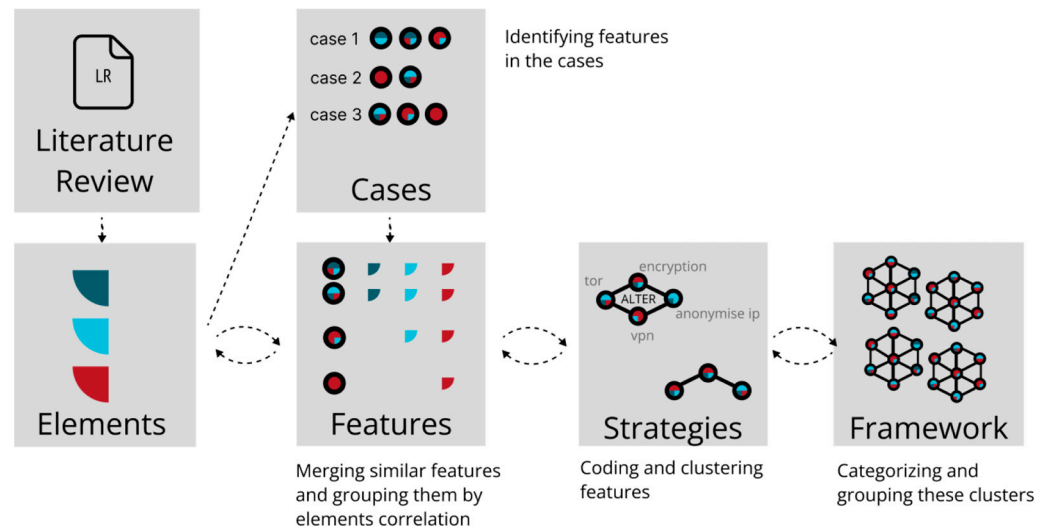 LR
Literature
Review
case 1
case 2
case 3
Cases
Identifying features
in the cases
Elements
Features
Merging similar features
and grouping them by
elements correlation
encryption
tor
ALTER
anonymise ip
vpn
Strategies
Coding and clustering
features
Framework
Categorizing and
grouping these clusters